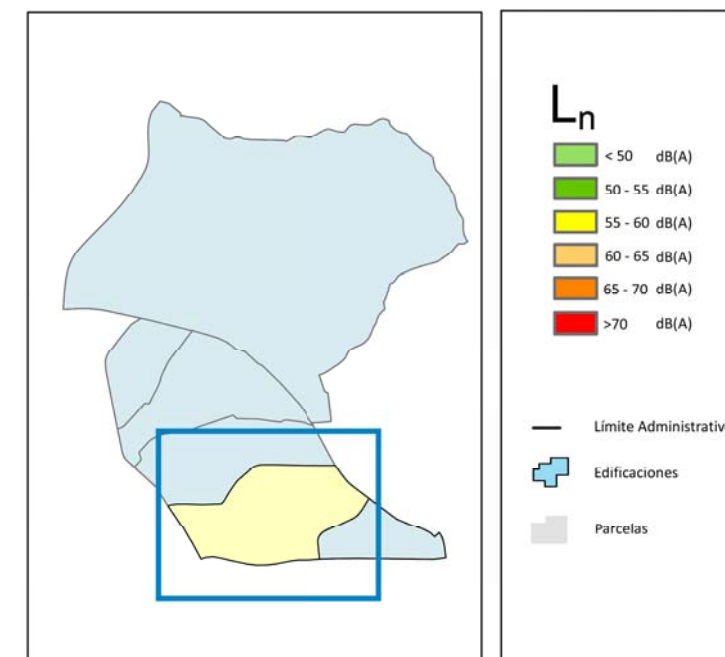 Ln
< 50 dB(A)
50 - 55 dB(A)
55 - 60 dB(A)
60 - 65 dB(A)
65 - 70 dB(A)
>70 dB(A)
Límite Administrativ
Edificaciones
Parcelas